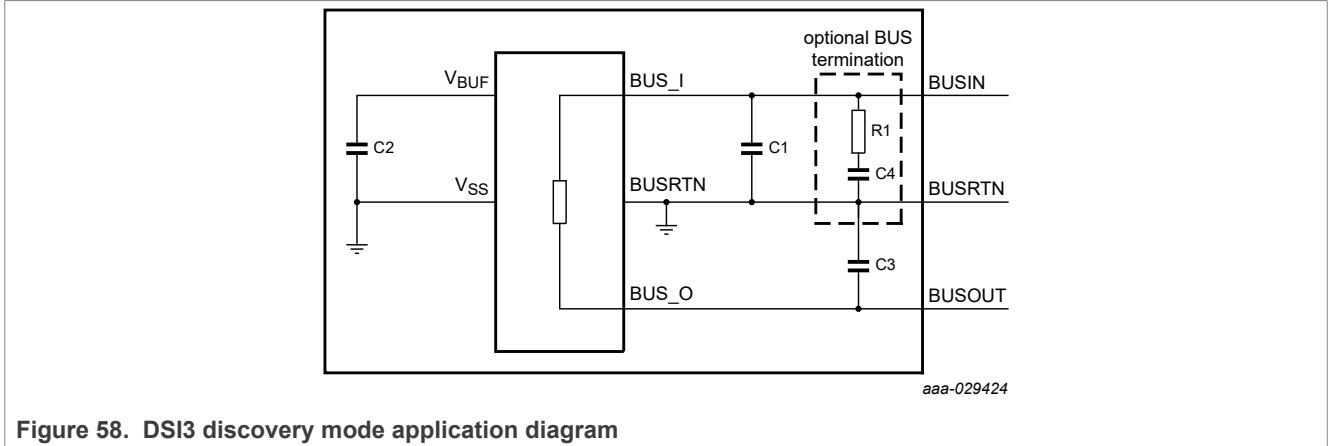 optional BUS
termination
VBUF
BUS_I
BUSIN
R1
C2
C1
C4
VSS
BUSRTN
BUSRTN
C3
BUS_O
BUSOUT
aaa-029424
Figure 58. DSI3 discovery mode application diagram